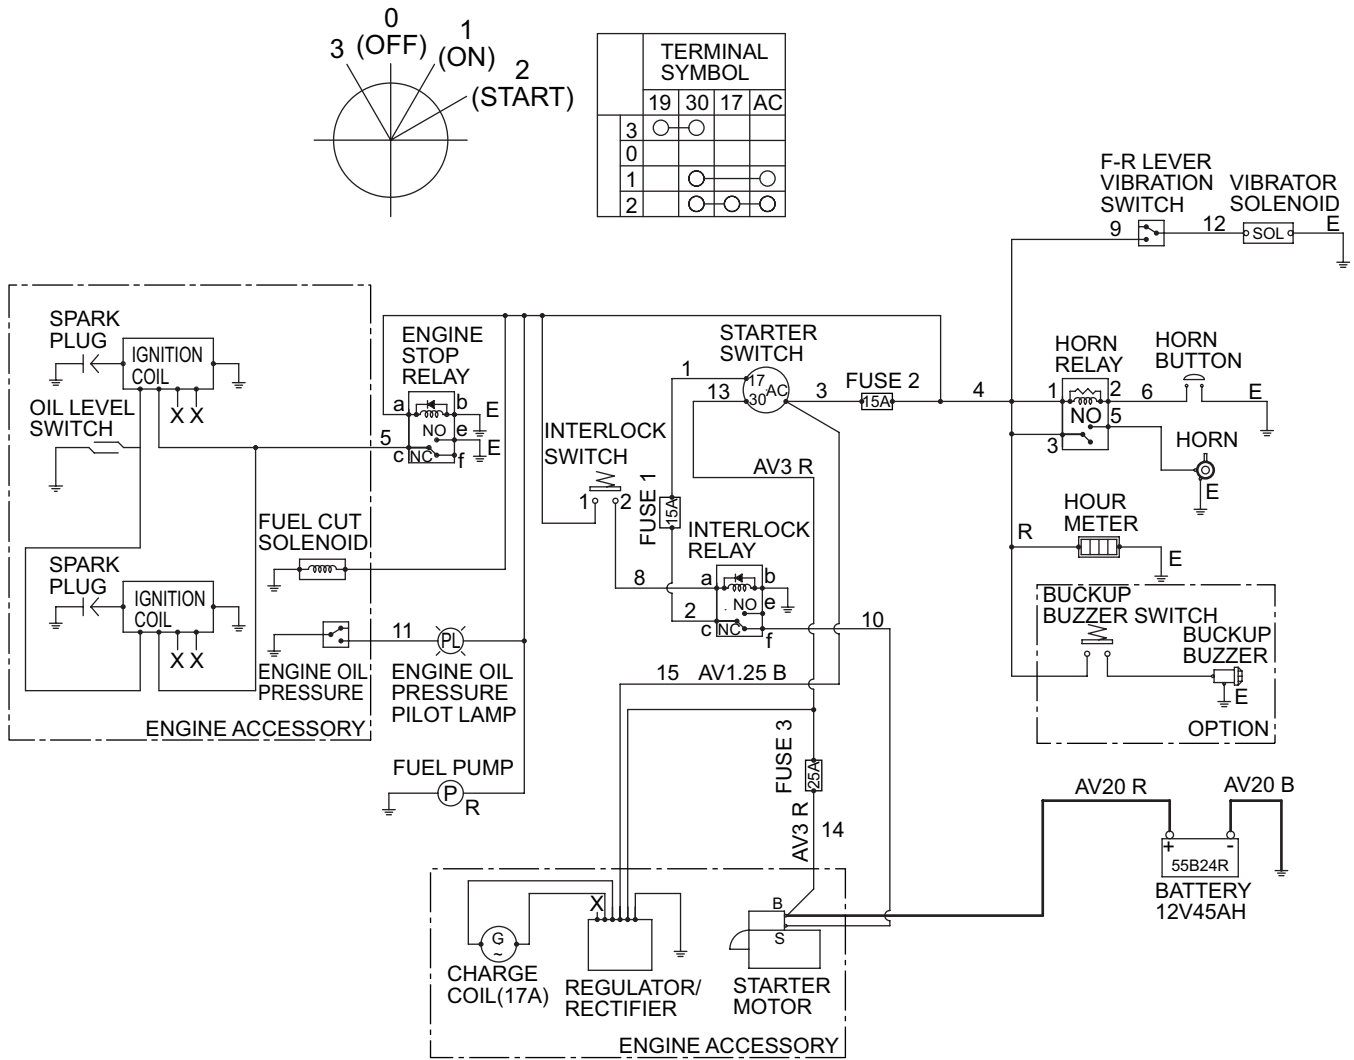 0
(OFF)
1
(ON)
2
(START)
3
TERMINAL
SYMBOL
19 30 17 AC
3
0
1
2
F-R LEVER
VIBRATION
SWITCH
VIBRATOR
SOLENOID
9
12
SOL
E
SPARK
PLUG
IGNITION
COIL
X X
OIL LEVEL
SWITCH
ENGINE
STOP
RELAY
a
b
E
NO
e
E
5
c
NC
f
STARTER
SWITCH
1
17
AC
13
30
3
FUSE 2
15A
4
HORN
RELAY
HORN
BUTTON
1
2
6
E
NO
5
3
HORN
E
INTERLOCK
SWITCH
1
2
AV3 R
FUSE 1
15A
HOUR
METER
R
E
FUEL CUT
SOLENOID
SPARK
PLUG
IGNITION
COIL
X X
INTERLOCK
RELAY
8
a
b
. NO
e
2
c
NC
f
10
11
PL
ENGINE OIL
PRESSURE
ENGINE OIL
PRESSURE
PILOT LAMP
15 AV1.25 B
BUCKUP
BUZZER SWITCH
BUCKUP
BUZZER
E
OPTION
ENGINE ACCESSORY
FUEL PUMP
P
R
FUSE 3
25A
AV3 R
14
AV20 R
AV20 B
+
-
55B24R
BATTERY
12V45AH
X
G
~
CHARGE
COIL(17A)
REGULATOR/
RECTIFIER
B
S
STARTER
MOTOR
ENGINE ACCESSORY